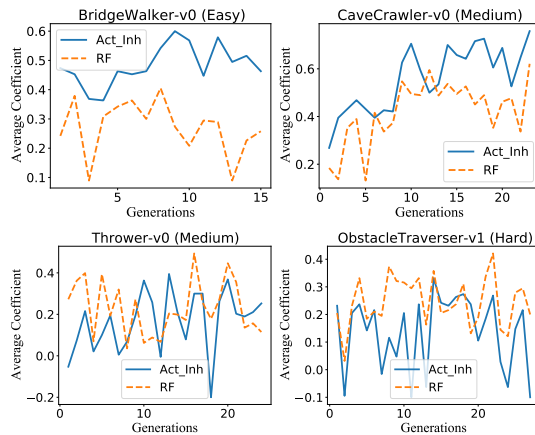 BridgeWalker-v0 (Easy)
Average Coefficient
0.6
0.5
0.4
0.3
0.2
0.1
Act_Inh
RF
5
10
15
Generations
CaveCrawler-v0 (Medium)
Average Coefficient
0.6
0.4
0.2
Act_Inh
RF
0
5
10
15
20
Generations
Thrower-v0 (Medium)
Average Coefficient
0.4
0.2
0.0
−0.2
Act_Inh
RF
0
10
20
Generations
ObstacleTraverser-v1 (Hard)
Average Coefficient
0.4
0.3
0.2
0.1
0.0
−0.1
Act_Inh
RF
0
10
20
Generations